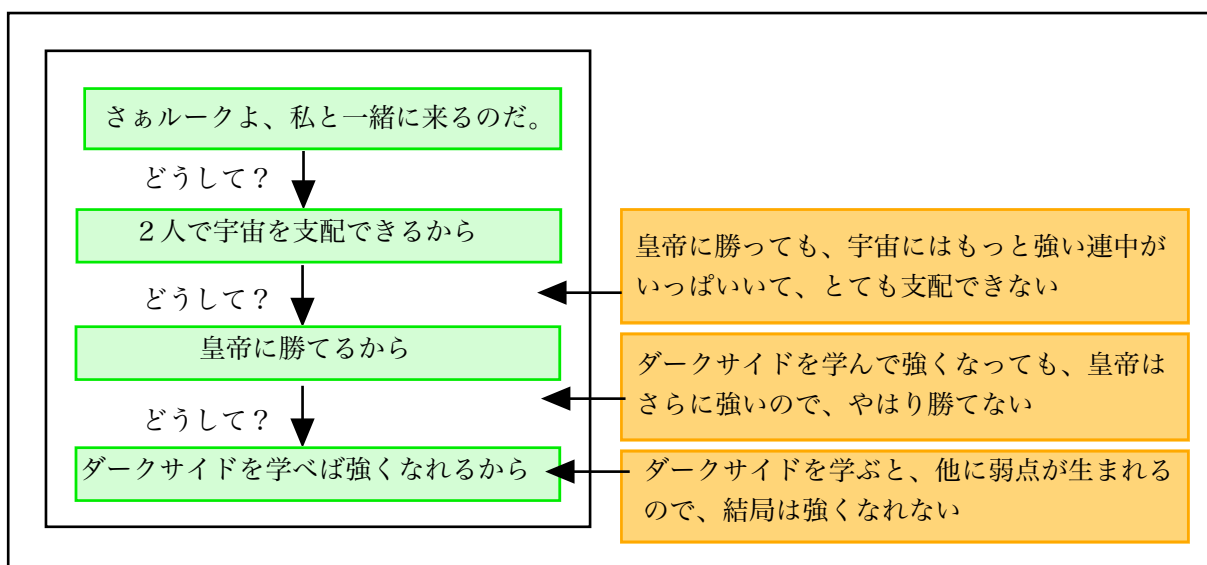 さぁルークよ、私と一緒に来るのだ。
どうして？
２人で宇宙を支配できるから
どうして？
皇帝に勝てるから
どうして？
ダークサイドを学べば強くなれるから
皇帝に勝っても、宇宙にはもっと強い連中が
いっぱいいて、とても支配できない
ダークサイドを学んで強くなっても、皇帝は
さらに強いので、やはり勝てない
ダークサイドを学ぶと、他に弱点が生まれる
ので、結局は強くなれない